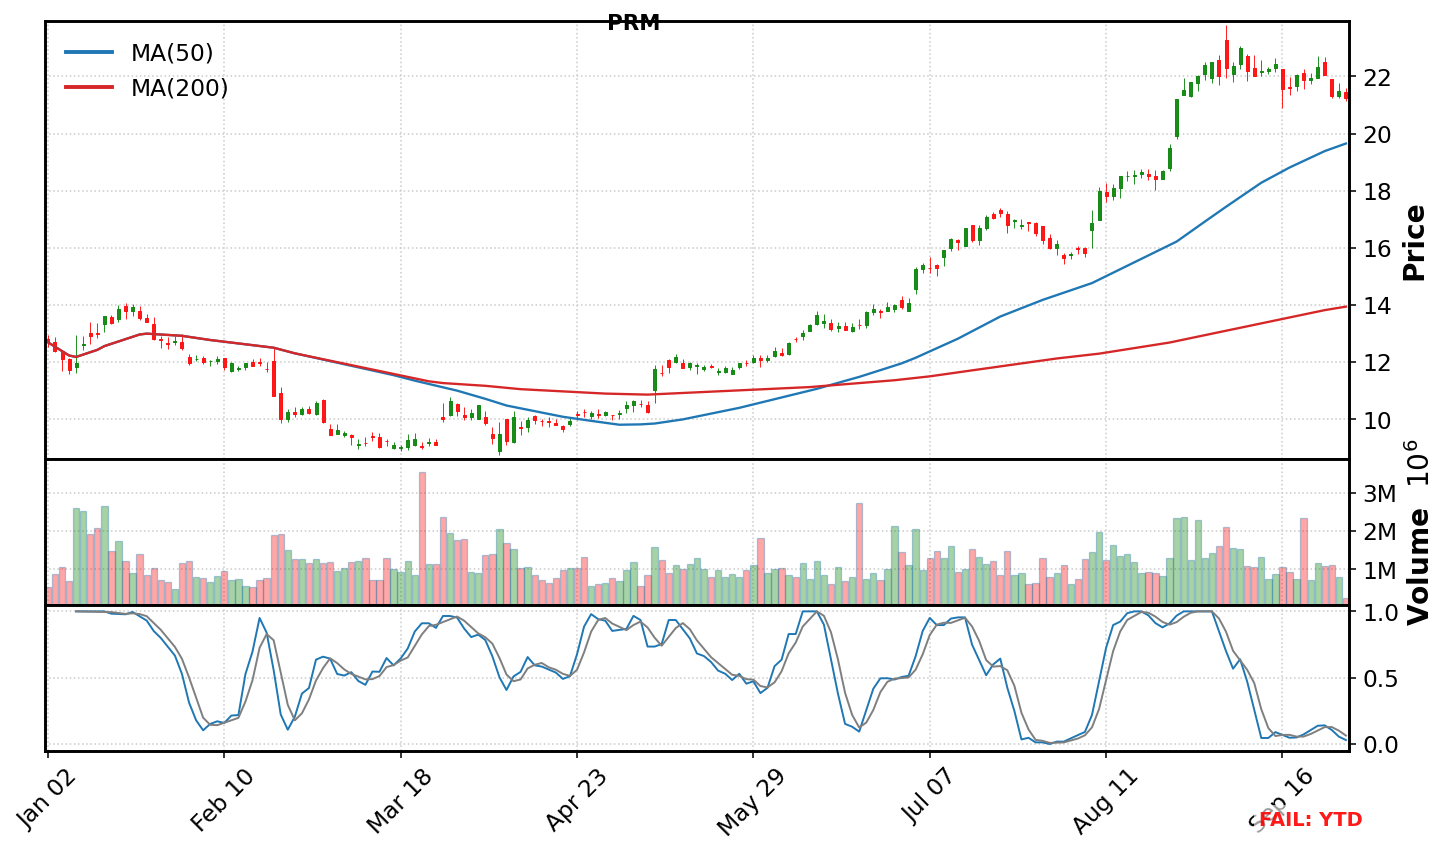 PRM
MA(50)
MA(200)
22
20
18
16
14
12
10
Price
3M
2M
1M
Volume 10⁶
1.0
0.5
0.0
Jan 02
Feb 10
Mar 18
Apr 23
May 29
Jul 07
Aug 11
Sep 16
FAIL: YTD